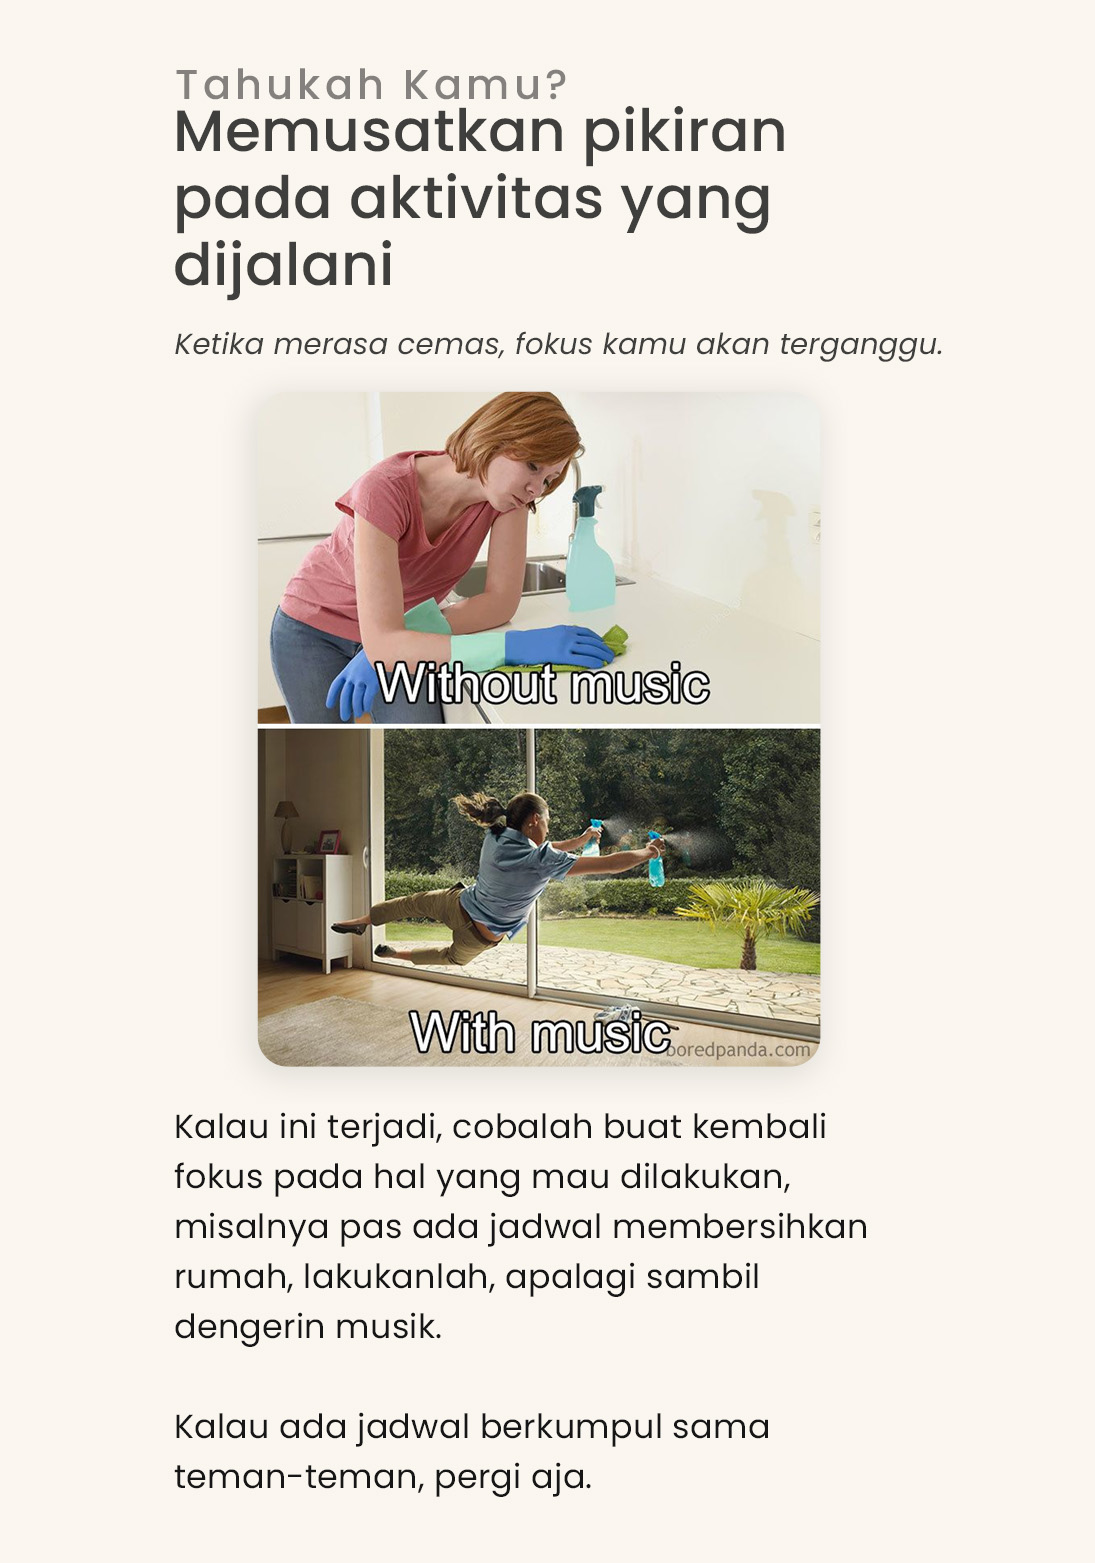 Tahukah Kamu?
Memusatkan pikiran
pada aktivitas yang
dijalani
Ketika merasa cemas, fokus kamu akan terganggu.
Without music
With music
boredpanda.com
Kalau ini terjadi, cobalah buat kembali
fokus pada hal yang mau dilakukan,
misalnya pas ada jadwal membersihkan
rumah, lakukanlah, apalagi sambil
dengerin musik.
Kalau ada jadwal berkumpul sama
teman-teman, pergi aja.